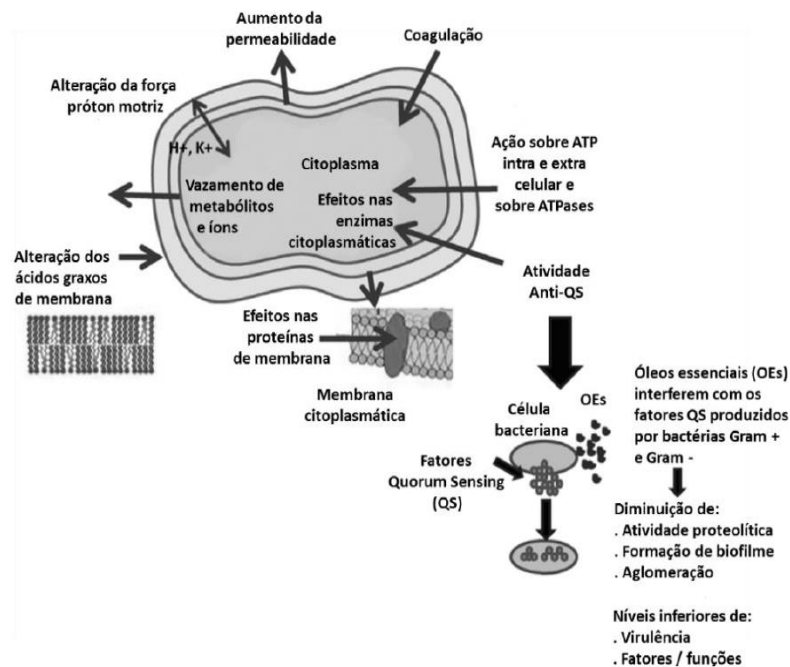 Aumento da
permeabilidade
Coagulação
Alteração da força
próton motriz
H+, K+
Citoplasma
Ação sobre ATP
intra e extra
celular e
sobre ATPases
Vazamento de
metabólitos
e íons
Efeitos nas
enzimas
citoplasmáticas
Alteração dos
ácidos graxos
de membrana
Atividade
Anti-QS
Efeitos nas
proteínas
de membrana
Membrana
citoplasmática
Óleos essenciais (OEs)
interferem com os
fatores QS produzidos
por bactérias Gram +
e Gram -
OEs
Célula
bacteriana
Fatores
Quorum Sensing
(QS)
Diminuição de:
. Atividade proteolítica
. Formação de biofilme
. Aglomeração
Níveis inferiores de:
. Virulência
. Fatores / funções